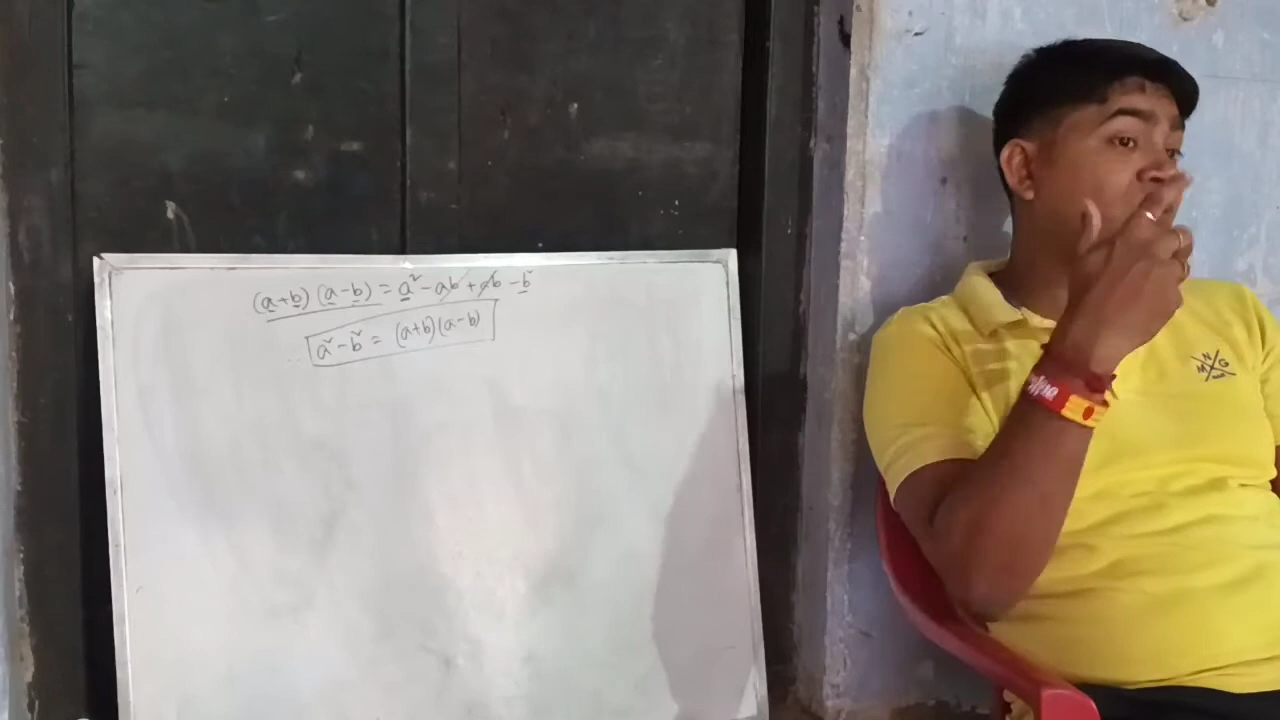 (a+b) (a-b) = a² - ab + ab - b²
a² - b² = (a+b) (a-b)
N
M G